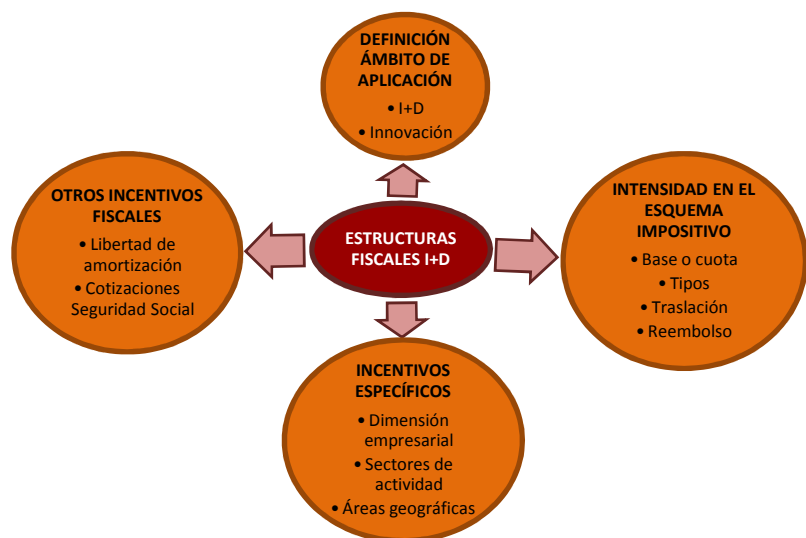 DEFINICIÓN
ÁMBITO DE
APLICACIÓN
• I+D
• Innovación
OTROS INCENTIVOS
FISCALES
• Libertad de
amortización
• Cotizaciones
Seguridad Social
ESTRUCTURAS
FISCALES I+D
INTENSIDAD EN EL
ESQUEMA
IMPOSITIVO
• Base o cuota
• Tipos
• Traslación
• Reembolso
INCENTIVOS
ESPECÍFICOS
• Dimensión
empresarial
• Sectores de
actividad
• Áreas geográficas